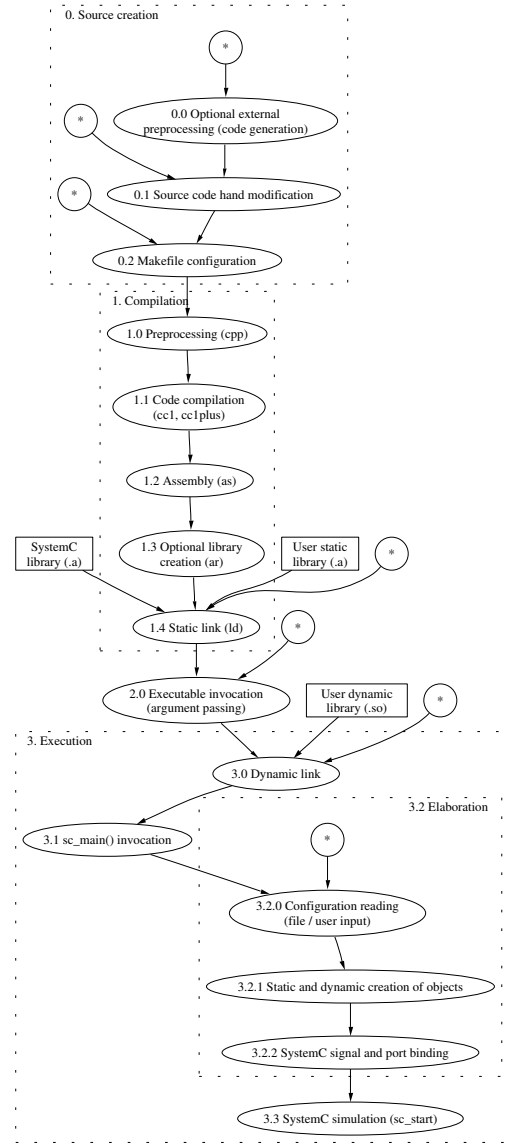 0. Source creation
*
0.0 Optional external
preprocessing (code generation)
*
0.1 Source code hand modification
*
0.2 Makefile configuration
1. Compilation
1.0 Preprocessing (cpp)
1.1 Code compilation
(cc1, cc1plus)
1.2 Assembly (as)
SystemC
library (.a)
1.3 Optional library
creation (ar)
User static
library (.a)
*
1.4 Static link (ld)
*
2.0 Executable invocation
(argument passing)
User dynamic
library (.so)
*
3. Execution
3.0 Dynamic link
3.2 Elaboration
3.1 sc_main() invocation
*
3.2.0 Configuration reading
(file / user input)
3.2.1 Static and dynamic creation of objects
3.2.2 SystemC signal and port binding
3.3 SystemC simulation (sc_start)